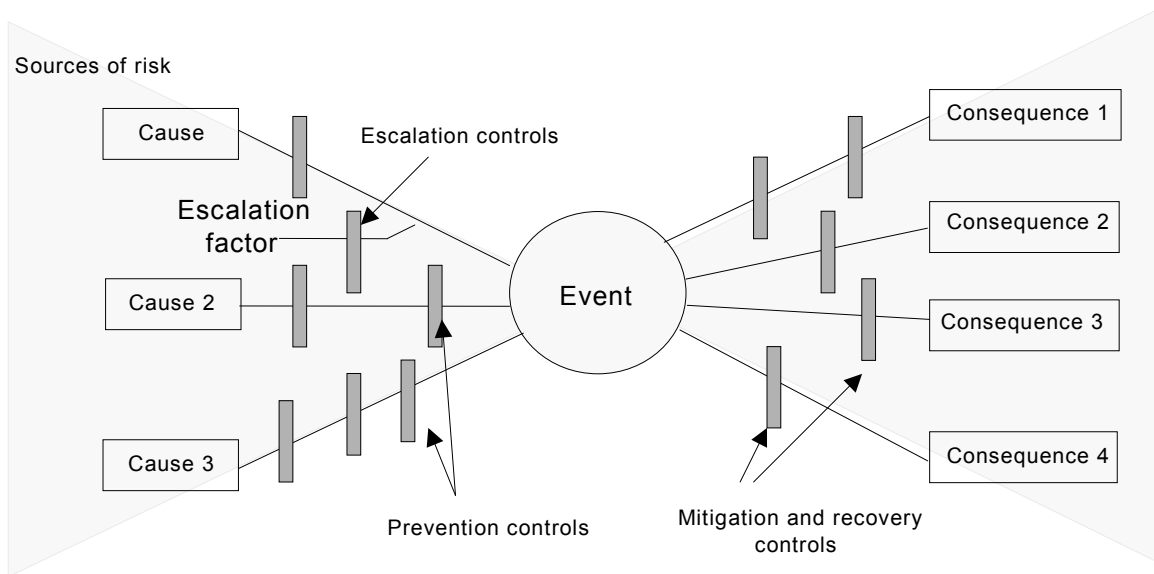 Sources of risk
Cause
Escalation controls
Escalation
factor
Cause 2
Cause 3
Prevention controls
Event
Consequence 1
Consequence 2
Consequence 3
Consequence 4
Mitigation and recovery
controls